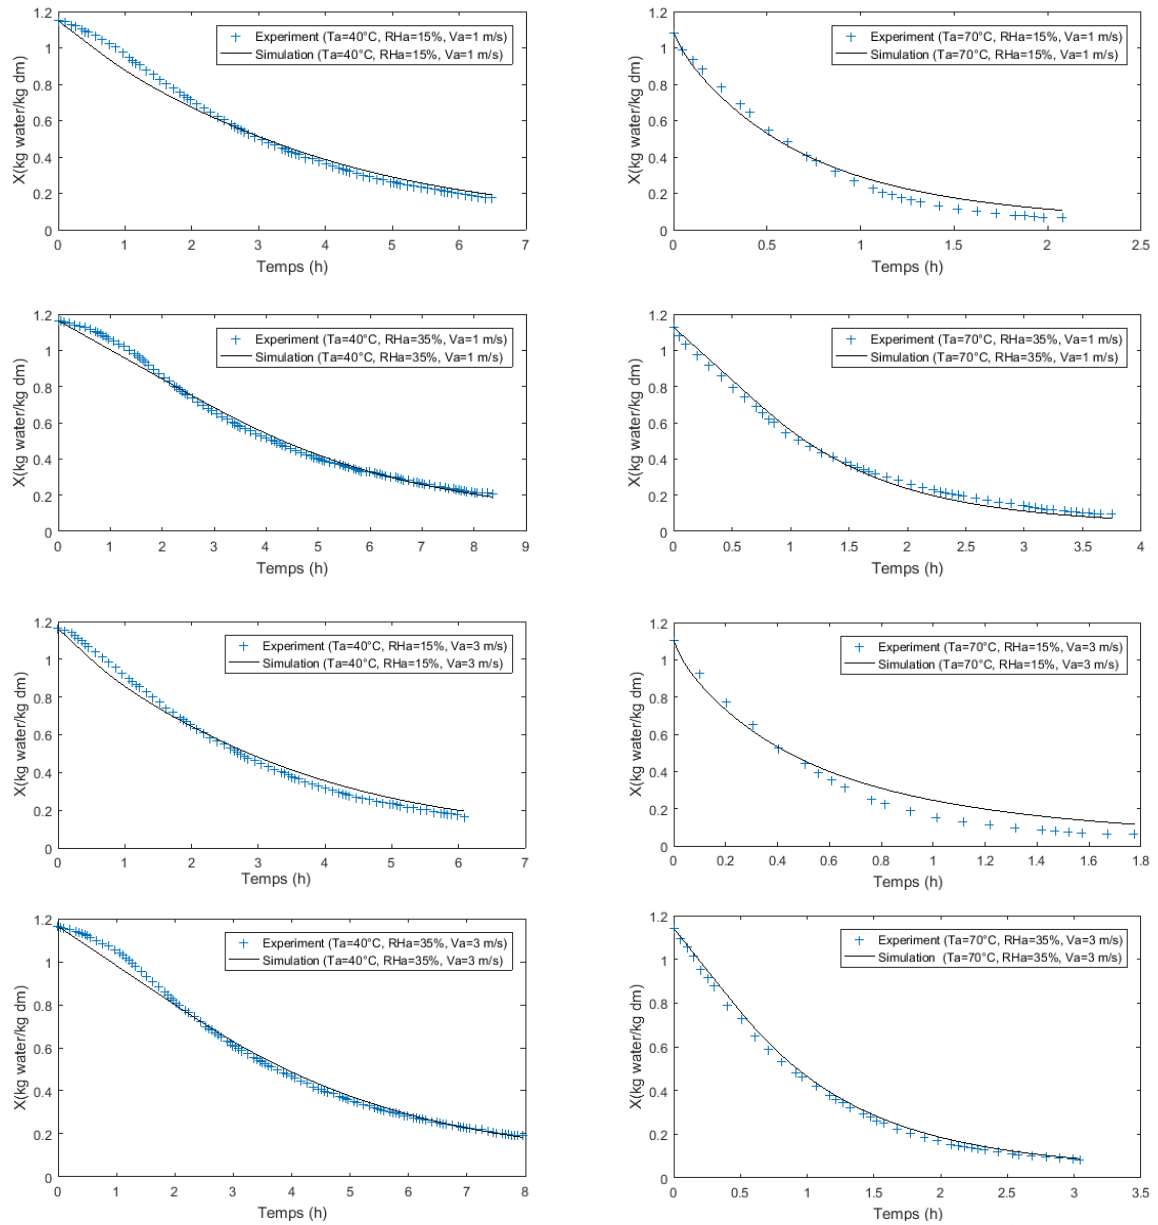 1.2
1
0.8
0.6
0.4
0.2
0
X(kg water/kg dm)
Experiment (Ta=40°C, RHa=15%, Va=1 m/s)
Simulation (Ta=40°C, RHa=15%, Va=1 m/s)
0 1 2 3 4 5 6 7
Temps (h)
1.2
1
0.8
0.6
0.4
0.2
0
X(kg water/kg dm)
Experiment (Ta=70°C, RHa=15%, Va=1 m/s)
Simulation (Ta=70°C, RHa=15%, Va=1 m/s)
0 0.5 1 1.5 2 2.5
Temps (h)
1.2
1
0.8
0.6
0.4
0.2
0
X(kg water/kg dm)
Experiment (Ta=40°C, RHa=35%, Va=1 m/s)
Simulation (Ta=40°C, RHa=35%, Va=1 m/s)
0 1 2 3 4 5 6 7 8 9
Temps (h)
1.2
1
0.8
0.6
0.4
0.2
0
X(kg water/kg dm)
Experiment (Ta=70°C, RHa=35%, Va=1 m/s)
Simulation (Ta=70°C, RHa=35%, Va=1 m/s)
0 0.5 1 1.5 2 2.5 3 3.5 4
Temps (h)
1.2
1
0.8
0.6
0.4
0.2
0
X(kg water/kg dm)
Experiment (Ta=40°C, RHa=15%, Va=3 m/s)
Simulation (Ta=40°C, RHa=15%, Va=3 m/s)
0 1 2 3 4 5 6 7
Temps (h)
1.2
1
0.8
0.6
0.4
0.2
0
X(kg water/kg dm)
Experiment (Ta=70°C, RHa=15%, Va=3 m/s)
Simulation (Ta=70°C, RHa=15%, Va=3 m/s)
0 0.2 0.4 0.6 0.8 1 1.2 1.4 1.6 1.8
Temps (h)
1.2
1
0.8
0.6
0.4
0.2
0
X(kg water/kg dm)
Experiment (Ta=40°C, RHa=35%, Va=3 m/s)
Simulation (Ta=40°C, RHa=35%, Va=3 m/s)
0 1 2 3 4 5 6 7 8
Temps (h)
1.2
1
0.8
0.6
0.4
0.2
0
X(kg water/kg dm)
Experiment (Ta=70°C, RHa=35%, Va=3 m/s)
Simulation (Ta=70°C, RHa=35%, Va=3 m/s)
0 0.5 1 1.5 2 2.5 3 3.5
Temps (h)